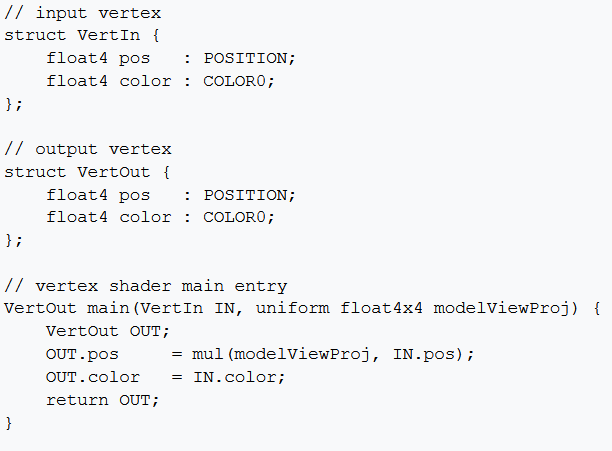 // input vertex
struct VertIn {
    float4 pos   : POSITION;
    float4 color : COLOR0;
};

// output vertex
struct VertOut {
    float4 pos   : POSITION;
    float4 color : COLOR0;
};

// vertex shader main entry
VertOut main(VertIn IN, uniform float4x4 modelViewProj) {
    VertOut OUT;
    OUT.pos     = mul(modelViewProj, IN.pos);
    OUT.color   = IN.color;
    return OUT;
}